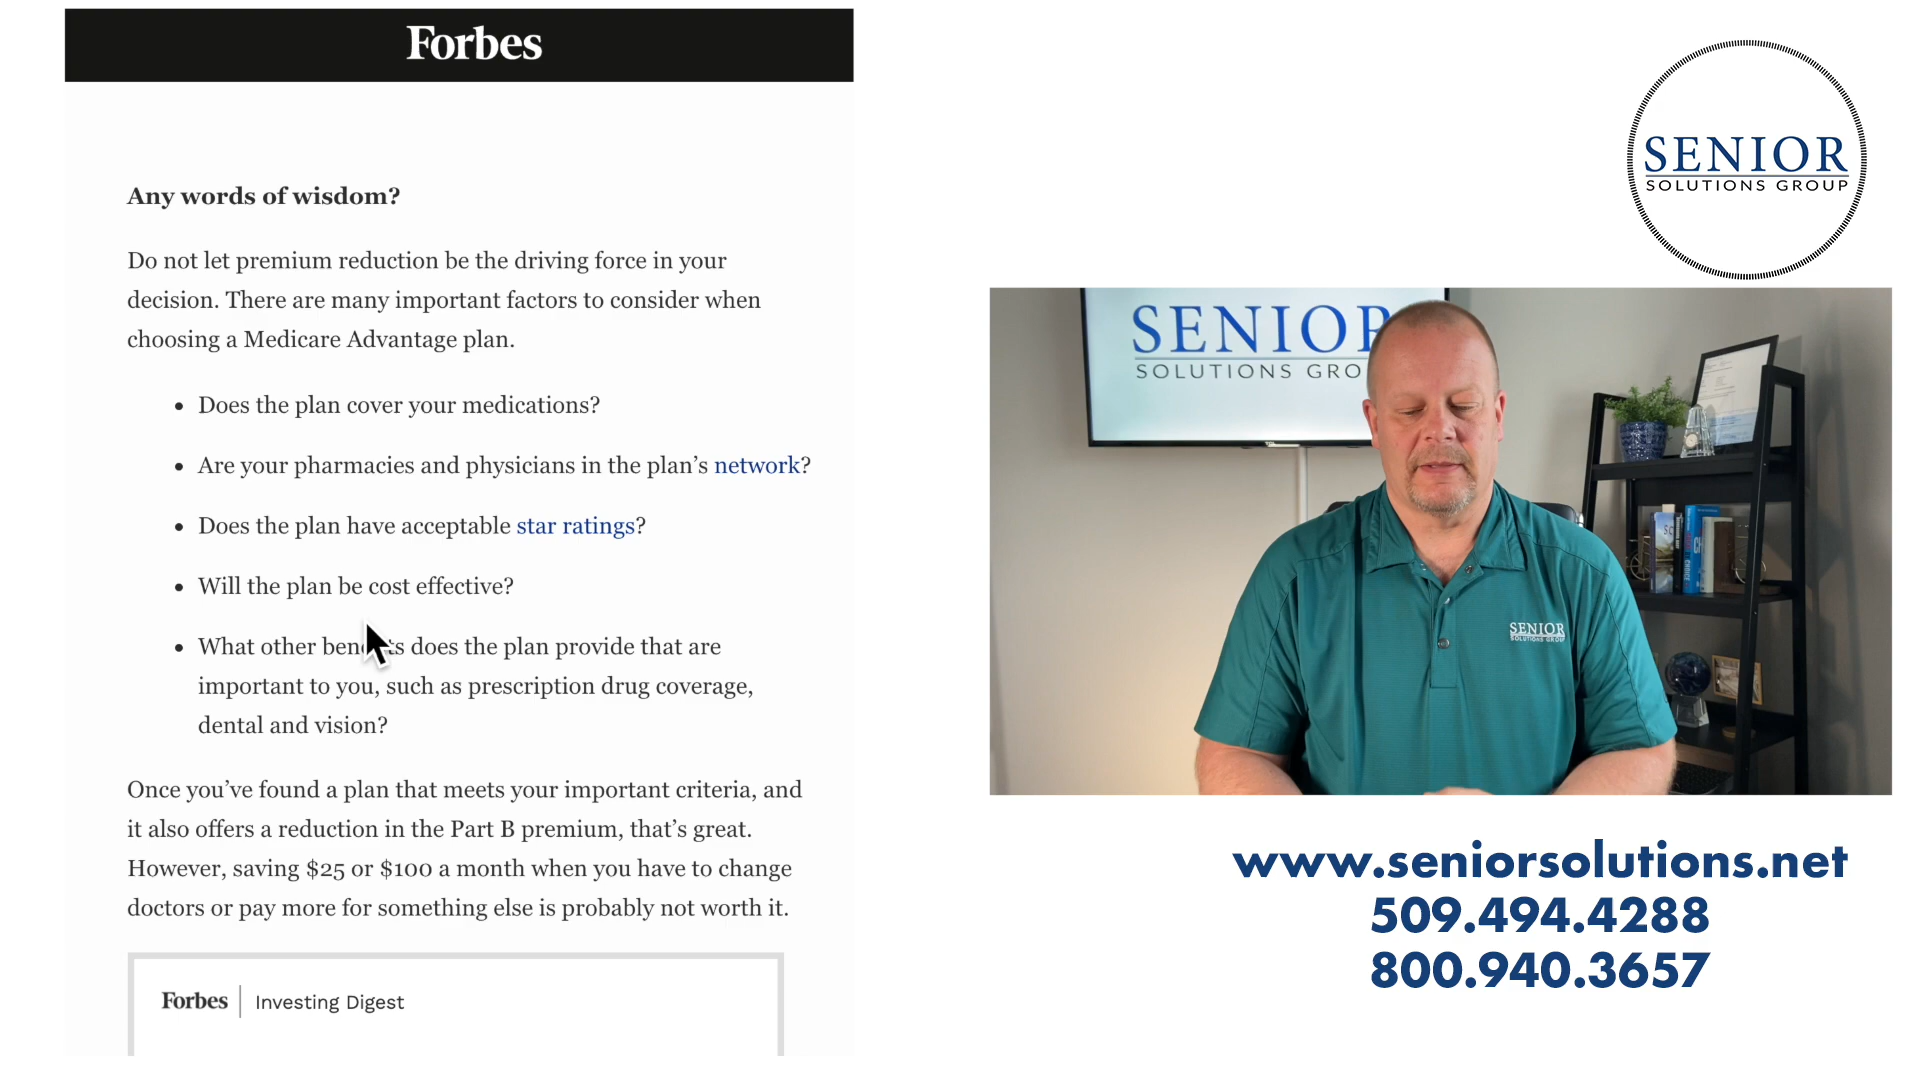 Forbes
Any words of wisdom?
Do not let premium reduction be the driving force in your
decision. There are many important factors to consider when
choosing a Medicare Advantage plan.
• Does the plan cover your medications?
• Are your pharmacies and physicians in the plan’s network?
• Does the plan have acceptable star ratings?
• Will the plan be cost effective?
• What other benefits does the plan provide that are
important to you, such as prescription drug coverage,
dental and vision?
Once you’ve found a plan that meets your important criteria, and
it also offers a reduction in the Part B premium, that’s great.
However, saving $25 or $100 a month when you have to change
doctors or pay more for something else is probably not worth it.
Forbes | Investing Digest
SENIOR
SOLUTIONS GROUP
SENIOR
SOLUTIONS GRO
SENIOR
SOLUTIONS GROUP
www.seniorsolutions.net
509.494.4288
800.940.3657